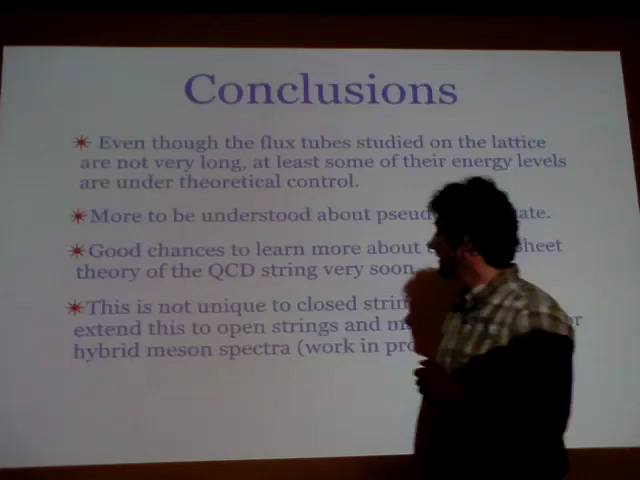 Conclusions
Even though the flux tubes studied on the lattice
are not very long, at least some of their energy levels
are under theoretical control.
More to be understood about
Good chances to learn more about
theory of the QCD string very soon
This is not unique to closed
extend this to open strings and
hybrid meson spectra (work in